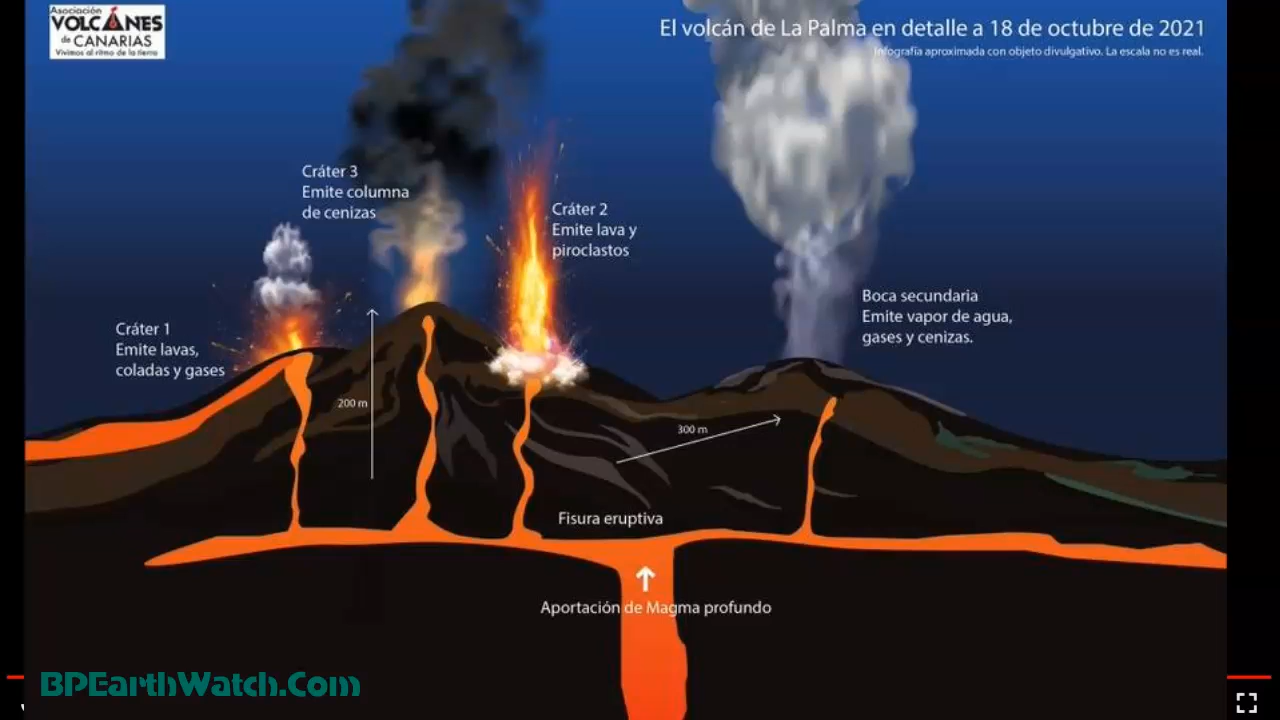 Asociación
VOLCANES
de CANARIAS
Vivimos al ritmo de la tierra
El volcán de La Palma en detalle a 18 de octubre de 2021
Infografía aproximada con objeto divulgativo. La escala no es real.
Cráter 3
Emite columna
de cenizas
Cráter 2
Emite lava y
piroclastos
Boca secundaria
Emite vapor de agua,
gases y cenizas.
Cráter 1
Emite lavas,
coladas y gases
200 m
300 m
Fisura eruptiva
Aportación de Magma profundo
BPEarthWatch.Com